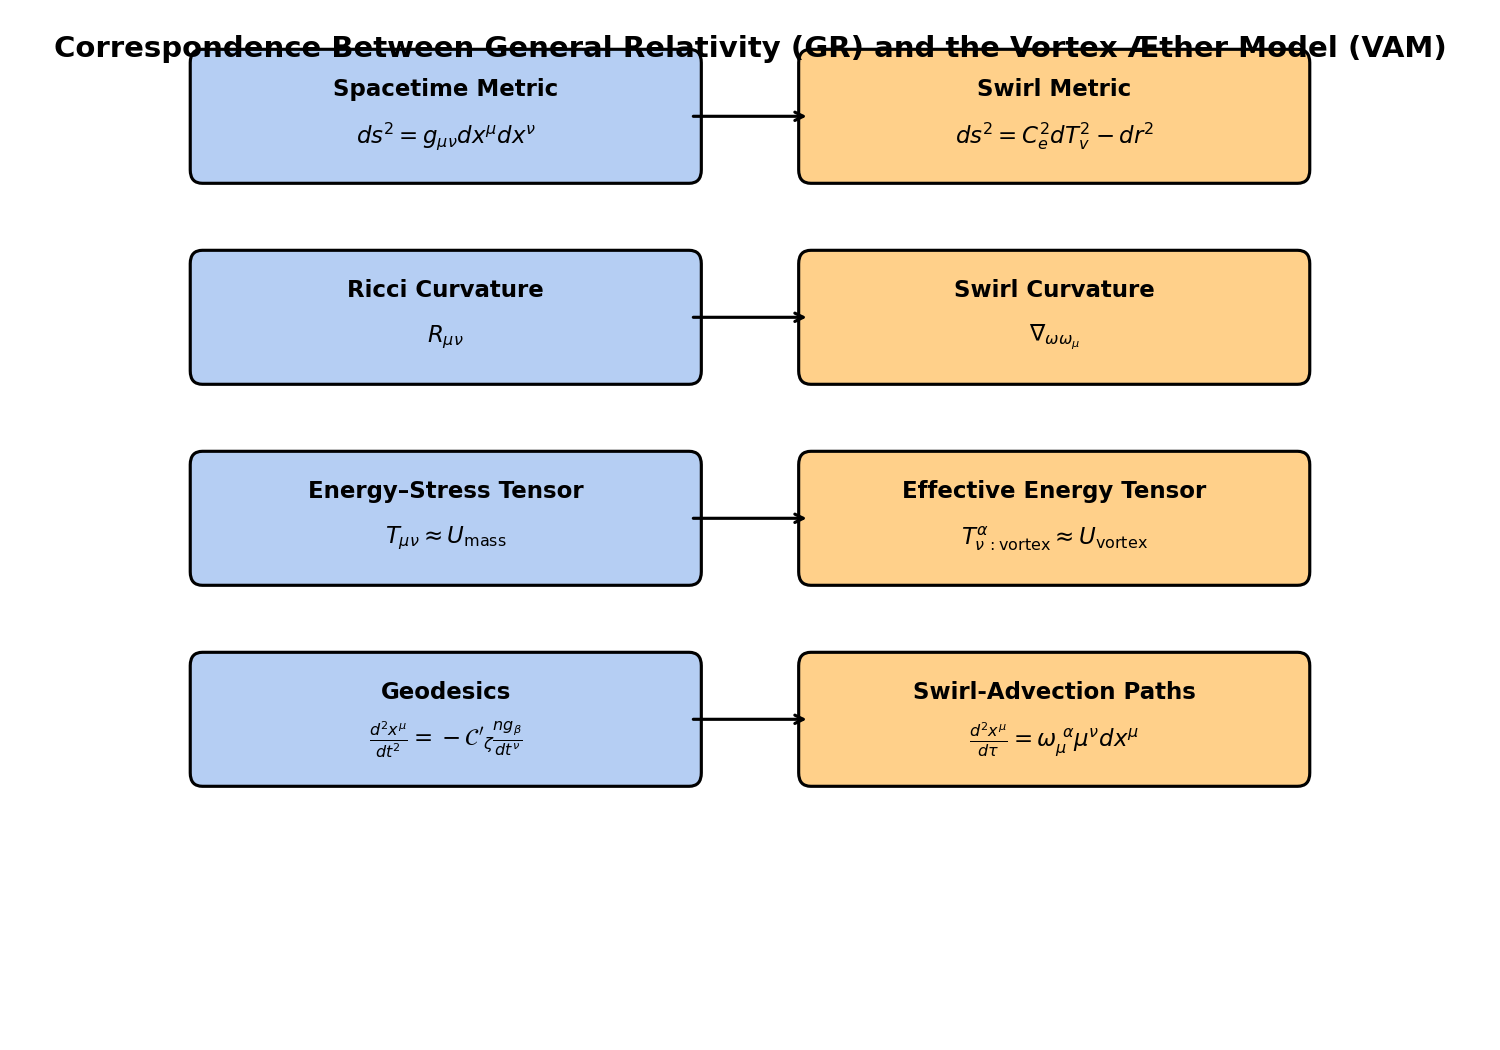 Correspondence Between General Relativity (GR) and the Vortex Æther Model (VAM)
Spacetime Metric
$ds^2 = g_{\mu\nu} dx^\mu dx^\nu$
Swirl Metric
$ds^2 = C_e^2 dT_v^2 - dr^2$
Ricci Curvature
$R_{\mu\nu}$
Swirl Curvature
$\nabla_{\omega\omega_\mu}$
Energy–Stress Tensor
$T_{\mu\nu} \approx U_{\text{mass}}$
Effective Energy Tensor
$T^{\alpha}_{\nu\ :\text{vortex}} \approx U_{\text{vortex}}$
Geodesics
$\frac{d^2x^\mu}{dt^2} = -\mathcal{C}'_\zeta \frac{ng_\beta}{dt^\nu}$
Swirl-Advection Paths
$\frac{d^2x^\mu}{d\tau} = \omega_\mu{}^\alpha \mu^\nu dx^\mu$